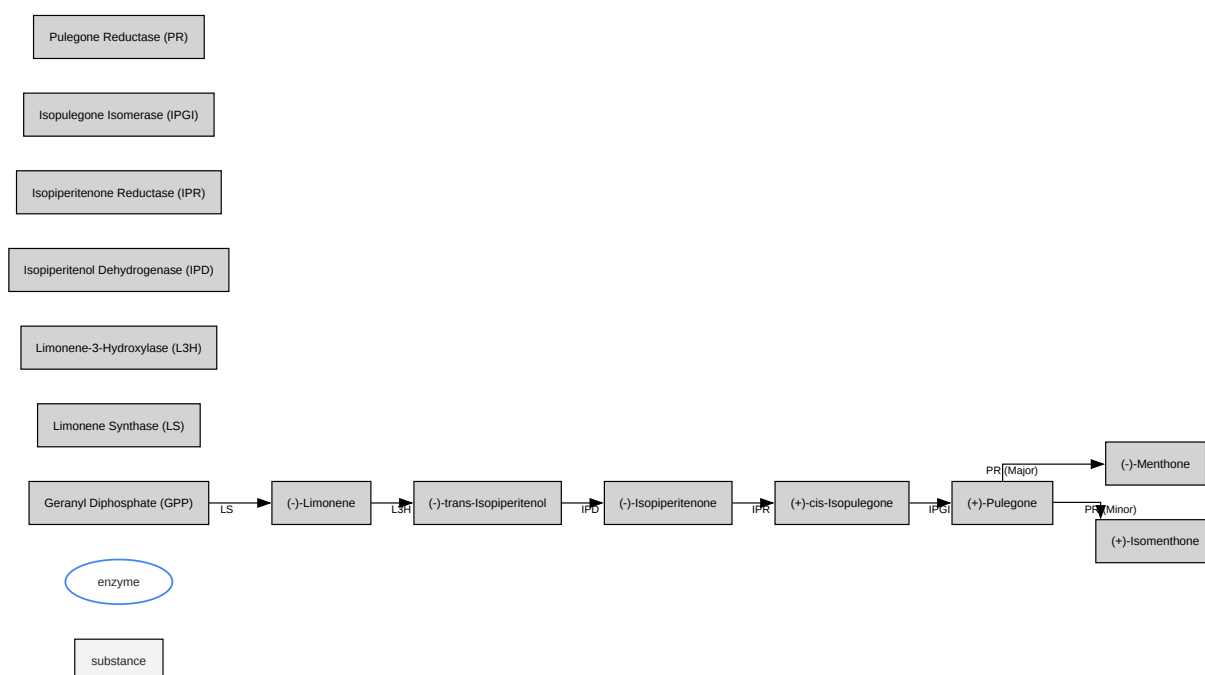 Pulegone Reductase (PR)
Isopulegone Isomerase (IPGI)
Isopiperitenone Reductase (IPR)
Isopiperitenol Dehydrogenase (IPD)
Limonene-3-Hydroxylase (L3H)
Limonene Synthase (LS)
Geranyl Diphosphate (GPP)
LS
(-)-Limonene
L3H
(-)-trans-Isopiperitenol
IPD
(-)-Isopiperitenone
IPR
(+)-cis-Isopulegone
IPGI
(+)-Pulegone
PR (Major)
(-)-Menthone
PR (Minor)
(+)-Isomenthone
enzyme
substance